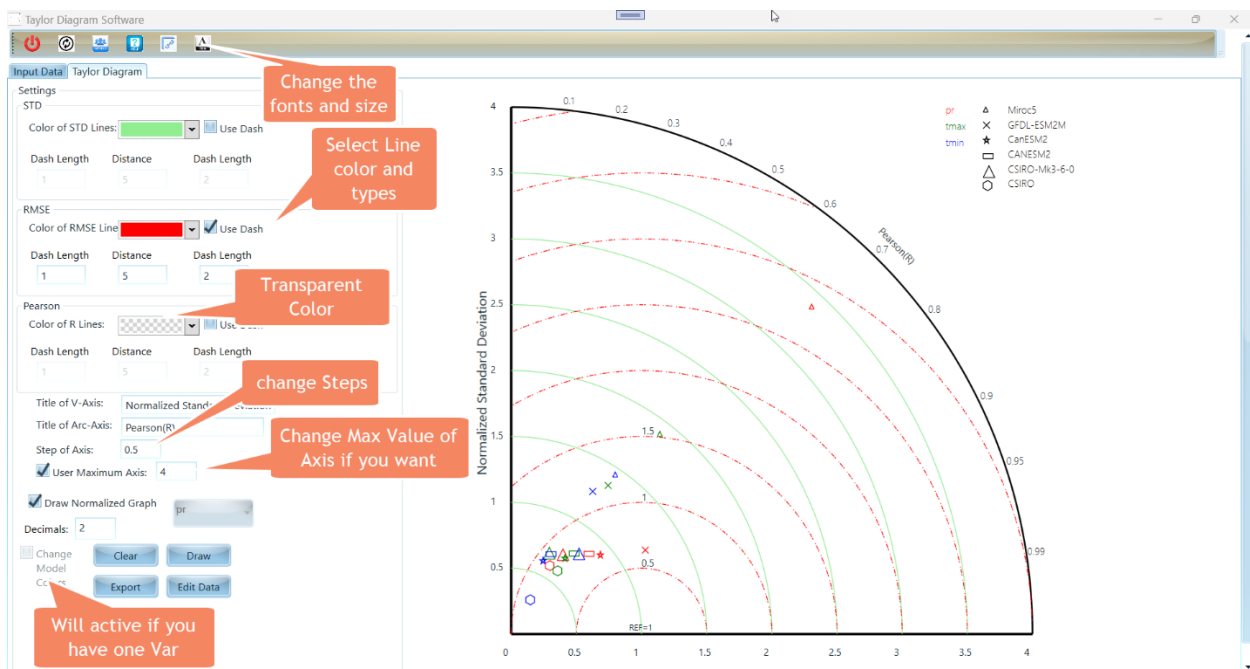 Taylor Diagram Software
Input Data
Taylor Diagram
Change the
fonts and size
Settings
STD
Color of STD Lines:
Use Dash
Dash Length
Distance
Dash Length
1
5
2
Select Line
color and
types
RMSE
Color of RMSE Line
Use Dash
Dash Length
Distance
Dash Length
1
5
2
Transparent
Color
Pearson
Color of R Lines:
Use Dash
Dash Length
Distance
Dash Length
1
5
2
change Steps
Title of V-Axis:
Normalized Stand
eviation
Title of Arc-Axis:
Pearson(R)
Step of Axis:
0.5
Change Max Value of
Axis if you want
User Maximum Axis:
4
Draw Normalized Graph
pr
Decimals:
2
Change
Model
Clear
Draw
Export
Edit Data
Will active if you
have one Var
Normalized Standard Deviation
4
3.5
3
2.5
2
1.5
1
0.5
0
0.5
1
1.5
2
2.5
3
3.5
4
0.1
0.2
0.3
0.4
0.5
0.6
Pearson(R)
0.7
0.8
0.9
0.95
0.99
1.5
1
0.5
REF=1
pr
tmax
tmin
Miroc5
GFDL-ESM2M
CanESM2
CANESM2
CSIRO-Mk3-6-0
CSIRO